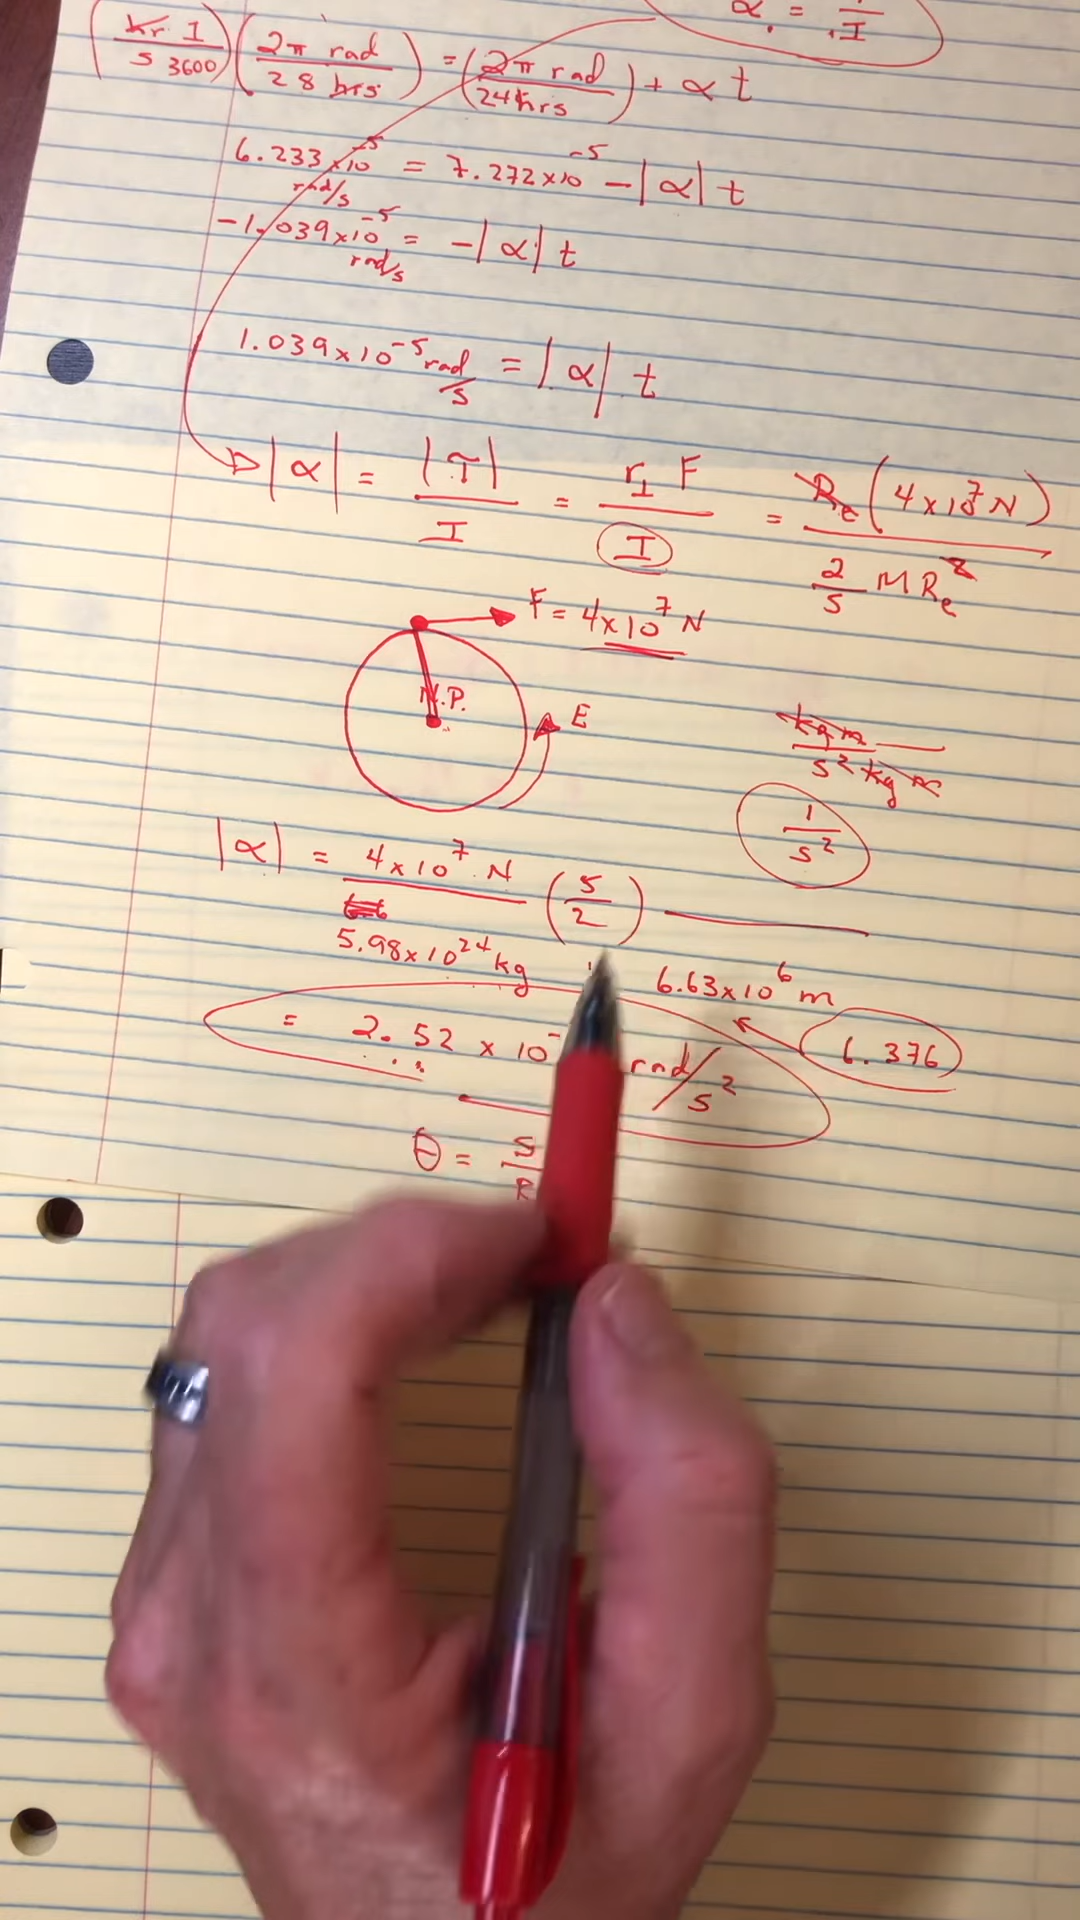 α = /I
(hr 1/s 3600)(2π rad/28 hrs) = (2π rad/24 hrs) + α t
6.233×10⁻⁵ rad/s = 7.272×10⁻⁵ − |α| t
−1.039×10⁻⁵ rad/s = −|α| t
1.039×10⁻⁵ rad/s = |α| t
|α| = |τ|/I = r⊥ F/I = Re (4×10⁷ N)/(2/5 M Re²)
F = 4×10⁷ N
N.P.
E
kg m/s² kg m
1/s²
|α| = 4×10⁷ N/5.98×10²⁴ kg (5/2) 6.63×10⁶ m
6.376
= 2.52 × 10⁻ rad/s²
θ = S/R